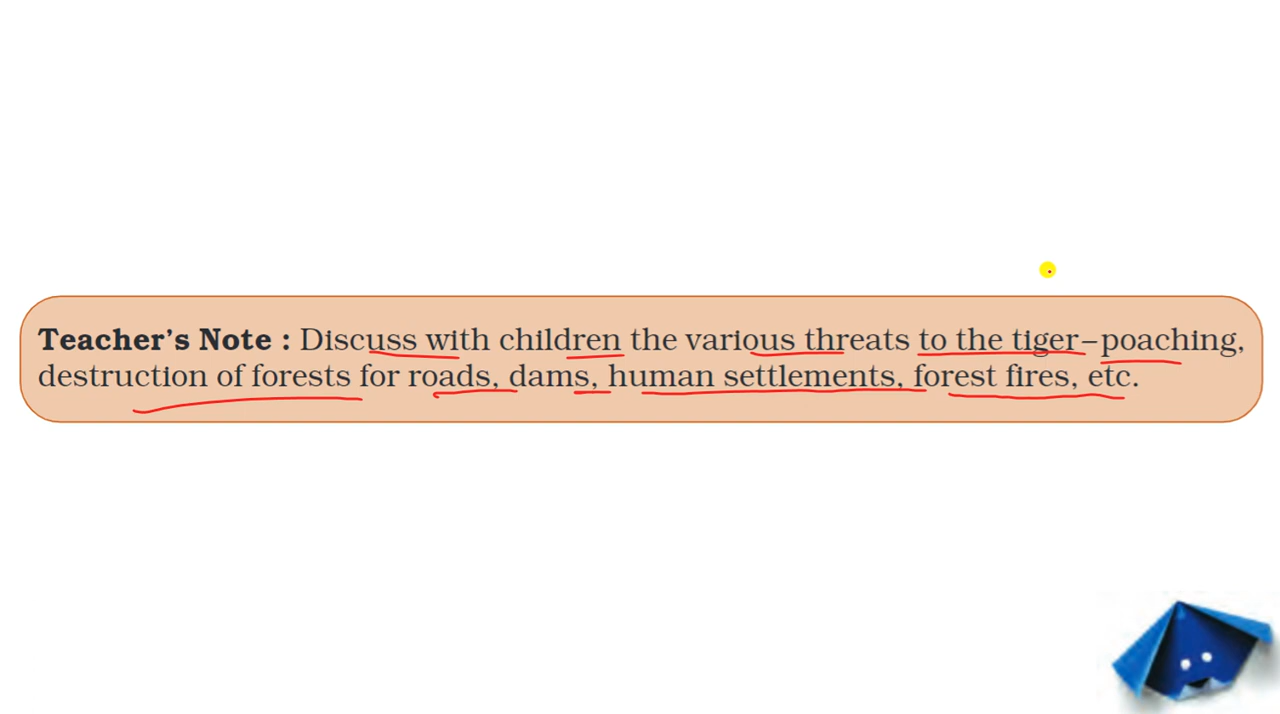 Teacher's Note : Discuss with children the various threats to the tiger–poaching,
destruction of forests for roads, dams, human settlements, forest fires, etc.